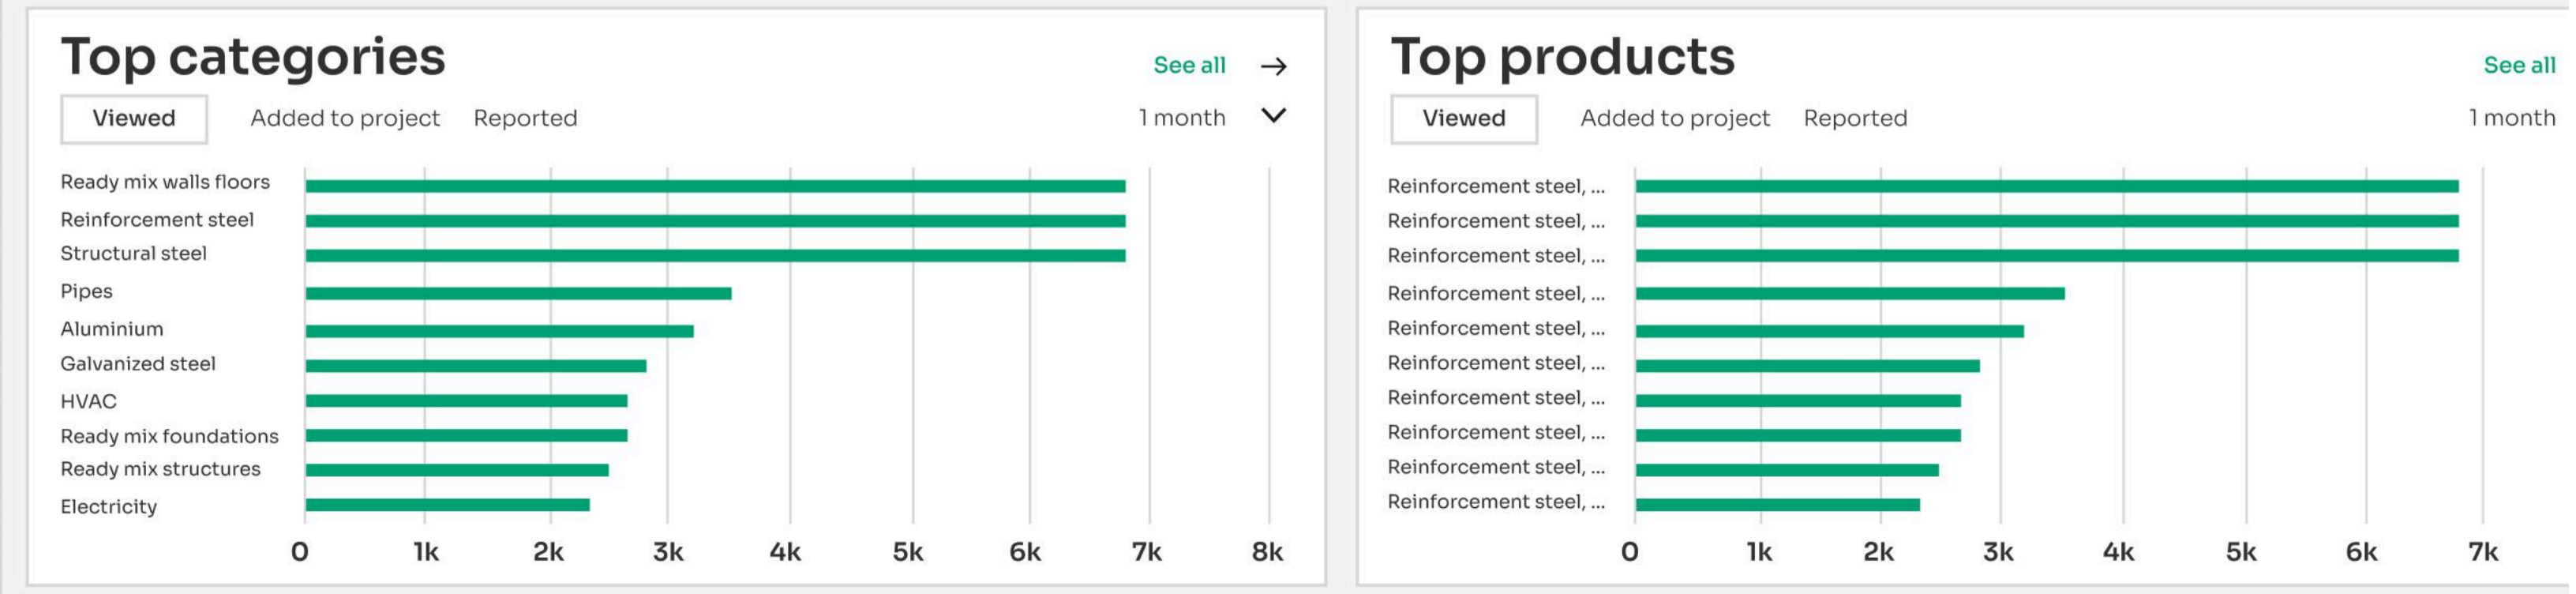 Top categories
See all
Viewed
Added to project
Reported
1 month
Ready mix walls floors
Reinforcement steel
Structural steel
Pipes
Aluminium
Galvanized steel
HVAC
Ready mix foundations
Ready mix structures
Electricity
0 1k 2k 3k 4k 5k 6k 7k 8k
Top products
See all
Viewed
Added to project
Reported
1 month
Reinforcement steel, ...
Reinforcement steel, ...
Reinforcement steel, ...
Reinforcement steel, ...
Reinforcement steel, ...
Reinforcement steel, ...
Reinforcement steel, ...
Reinforcement steel, ...
Reinforcement steel, ...
Reinforcement steel, ...
0 1k 2k 3k 4k 5k 6k 7k